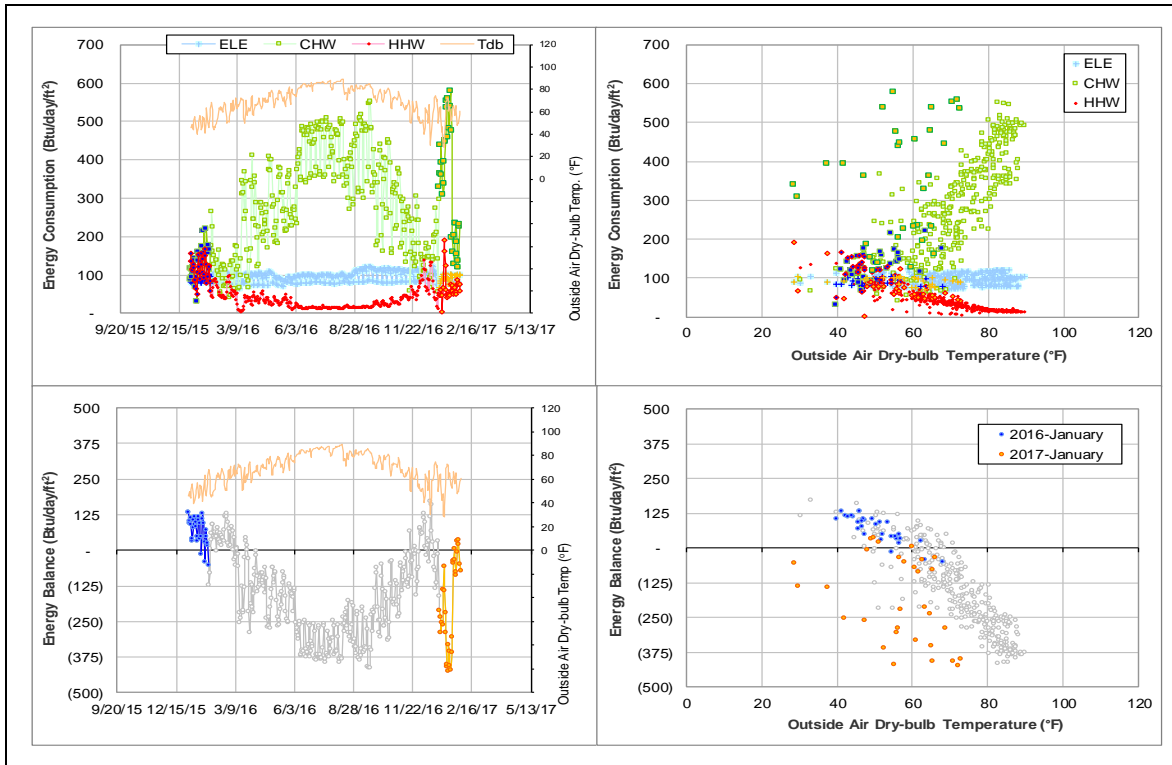 ELE CHW HHW Tdb
Energy Consumption (Btu/day/ft²)
700
600
500
400
300
200
100
-
120
100
80
60
40
20
0
Outside Air Dry-bulb Temp. (°F)
9/20/15 12/15/15 3/9/16 6/3/16 8/28/16 11/22/16 2/16/17 5/13/17
Energy Consumption (Btu/day/ft²)
700
600
500
400
300
200
100
-
ELE
CHW
HHW
0 20 40 60 80 100 120
Outside Air Dry-bulb Temperature (°F)
Energy Balance (Btu/day/ft²)
500
375
250
125
-
(125)
(250)
(375)
(500)
120
100
80
60
40
20
0
Outside Air Dry-bulb Temp (°F)
9/20/15 12/15/15 3/9/16 6/3/16 8/28/16 11/22/16 2/16/17 5/13/17
Energy Balance (Btu/day/ft²)
500
375
250
125
-
(125)
(250)
(375)
(500)
2016-January
2017-January
0 20 40 60 80 100 120
Outside Air Dry-bulb Temperature (°F)